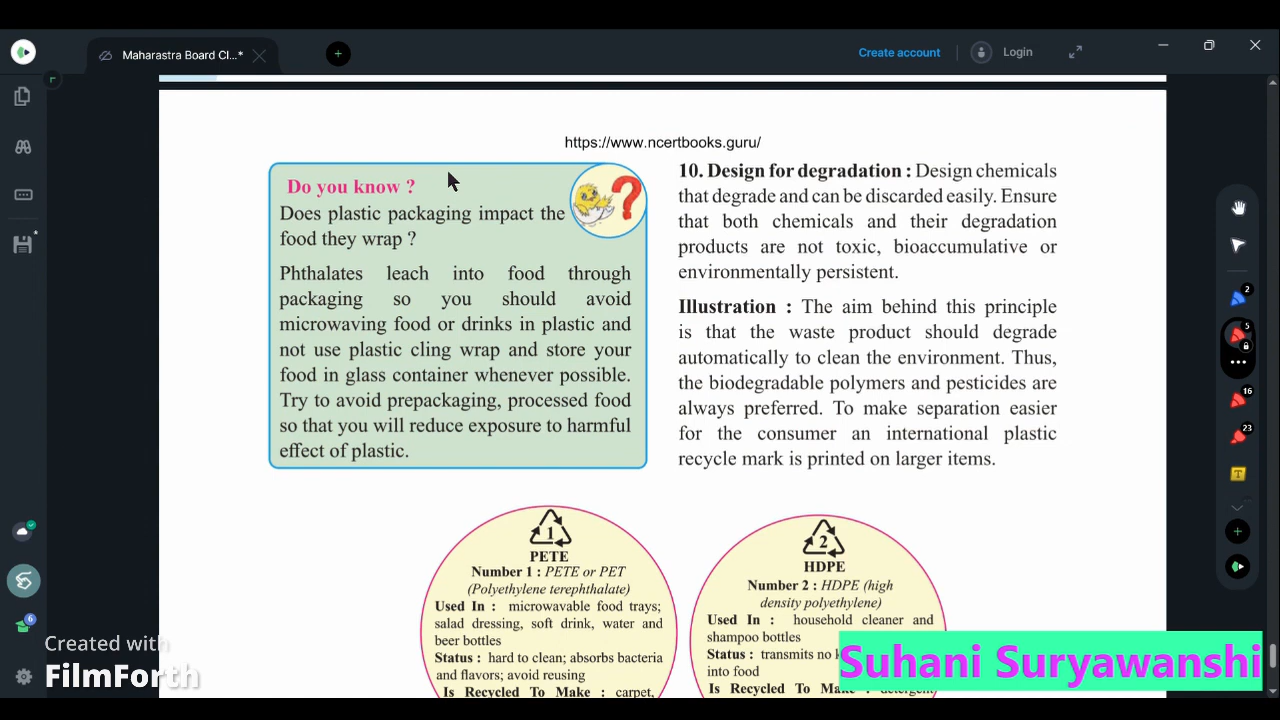 Maharastra Board Cl...*
Create account
Login
https://www.ncertbooks.guru/
Do you know ?
Does plastic packaging impact the
food they wrap ?
Phthalates leach into food through
packaging so you should avoid
microwaving food or drinks in plastic and
not use plastic cling wrap and store your
food in glass container whenever possible.
Try to avoid prepackaging, processed food
so that you will reduce exposure to harmful
effect of plastic.
10. Design for degradation : Design chemicals
that degrade and can be discarded easily. Ensure
that both chemicals and their degradation
products are not toxic, bioaccumulative or
environmentally persistent.
Illustration : The aim behind this principle
is that the waste product should degrade
automatically to clean the environment. Thus,
the biodegradable polymers and pesticides are
always preferred. To make separation easier
for the consumer an international plastic
recycle mark is printed on larger items.
1
PETE
Number 1 : PETE or PET
(Polyethylene terephthalate)
Used In : microwavable food trays;
salad dressing, soft drink, water and
beer bottles
Status : hard to clean; absorbs bacteria
and flavors; avoid reusing
Is Recycled To Make : carpet,
2
HDPE
Number 2 : HDPE (high
density polyethylene)
Used In : household cleaner and
shampoo bottles
Status : transmits no
into food
Is Recycled To Make : detergent
2
5
16
23
T
6
Created with
FilmForth
Suhani Suryawanshi